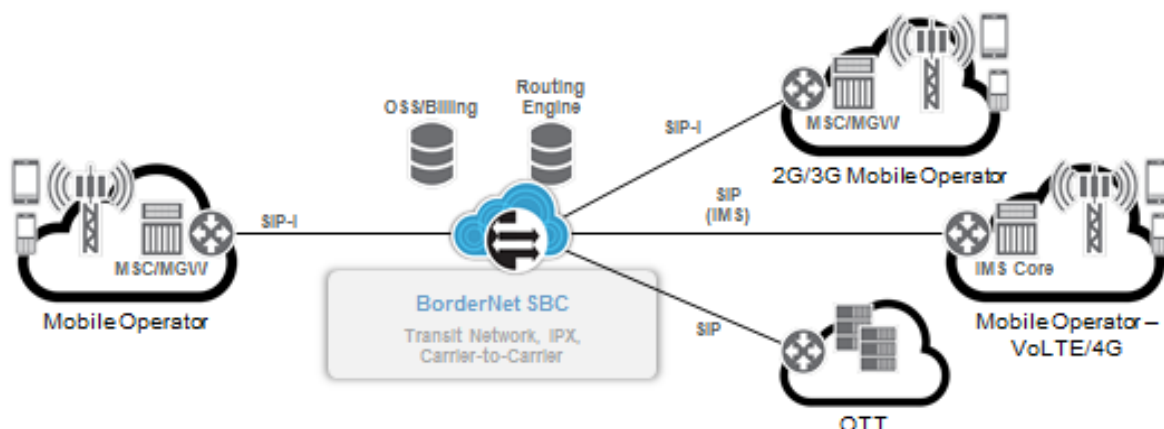 OSS/Billing
Routing
Engine
SIP-I
MSC/MGW
2G/3G Mobile Operator
SIP-I
MSC/MGW
Mobile Operator
SIP
(IMS)
IMS Core
Mobile Operator –
VoLTE/4G
BorderNet SBC
Transit Network, IPX,
Carrier-to-Carrier
SIP
OTT